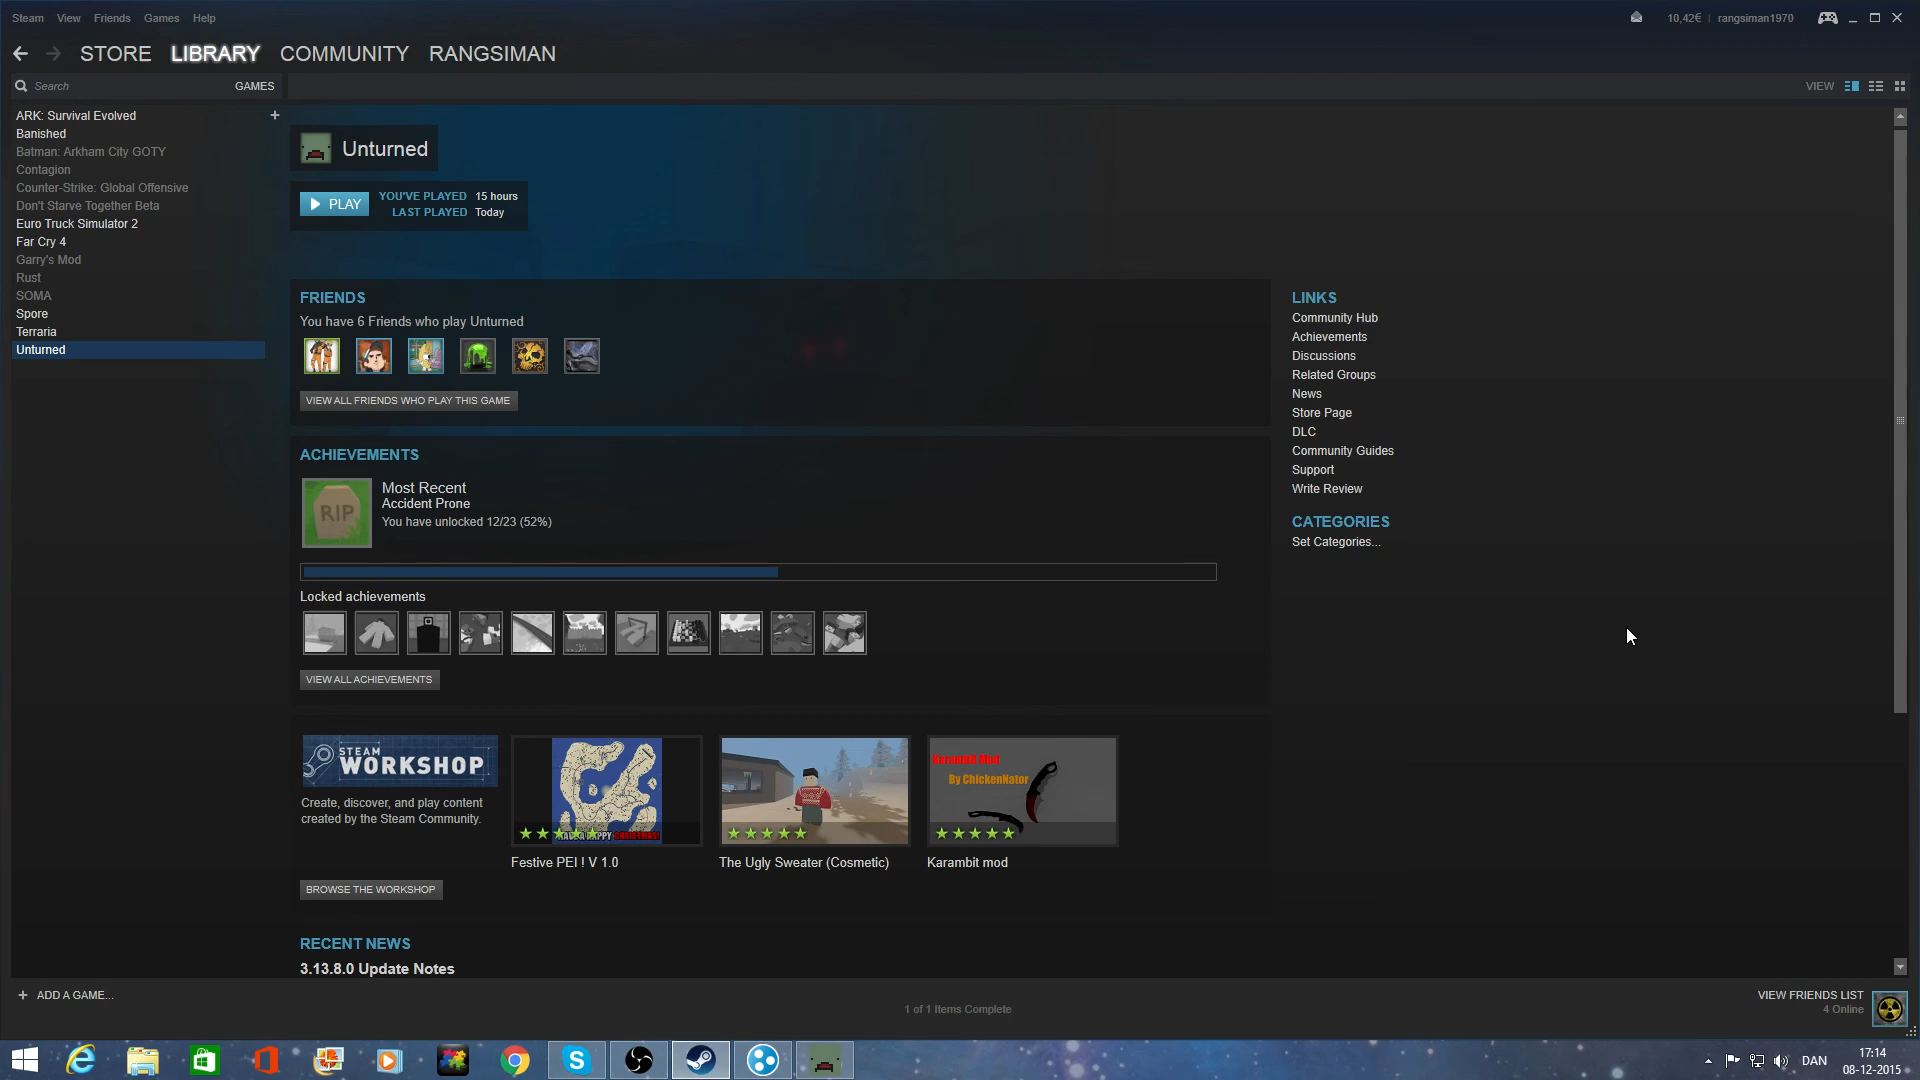 Steam View Friends Games Help
10,42€ | rangsiman1970
STORE LIBRARY COMMUNITY RANGSIMAN
Search GAMES
VIEW
ARK: Survival Evolved
Banished
Batman: Arkham City GOTY
Contagion
Counter-Strike: Global Offensive
Don't Starve Together Beta
Euro Truck Simulator 2
Far Cry 4
Garry's Mod
Rust
SOMA
Spore
Terraria
Unturned
Unturned
PLAY
YOU'VE PLAYED 15 hours
LAST PLAYED Today
FRIENDS
You have 6 Friends who play Unturned
VIEW ALL FRIENDS WHO PLAY THIS GAME
ACHIEVEMENTS
RIP
Most Recent
Accident Prone
You have unlocked 12/23 (52%)
Locked achievements
VIEW ALL ACHIEVEMENTS
STEAM
WORKSHOP
Create, discover, and play content
created by the Steam Community.
BROWSE THE WORKSHOP
HAPPY CHRISTMAS!
Festive PEI ! V 1.0
The Ugly Sweater (Cosmetic)
Karambit Mod
By ChickenNator
Karambit mod
RECENT NEWS
3.13.8.0 Update Notes
LINKS
Community Hub
Achievements
Discussions
Related Groups
News
Store Page
DLC
Community Guides
Support
Write Review
CATEGORIES
Set Categories...
+ ADD A GAME...
1 of 1 Items Complete
VIEW FRIENDS LIST
4 Online
DAN
17:14
08-12-2015